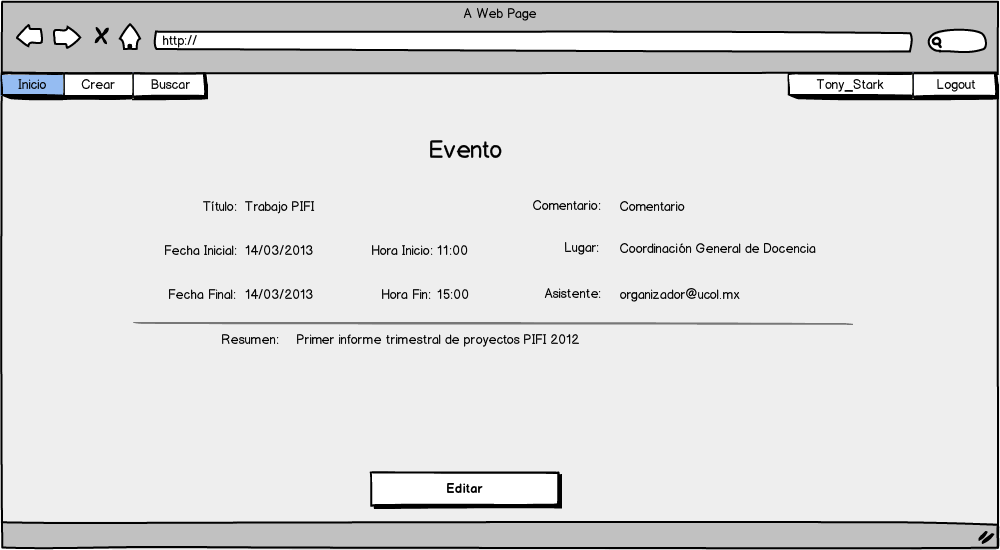 A Web Page
http://
Inicio Crear Buscar Tony_Stark Logout
Evento
Título: Trabajo PIFI Comentario: Comentario
Fecha Inicial: 14/03/2013 Hora Inicio: 11:00 Lugar: Coordinación General de Docencia
Fecha Final: 14/03/2013 Hora Fin: 15:00 Asistente: organizador@ucol.mx
Resumen: Primer informe trimestral de proyectos PIFI 2012
Editar